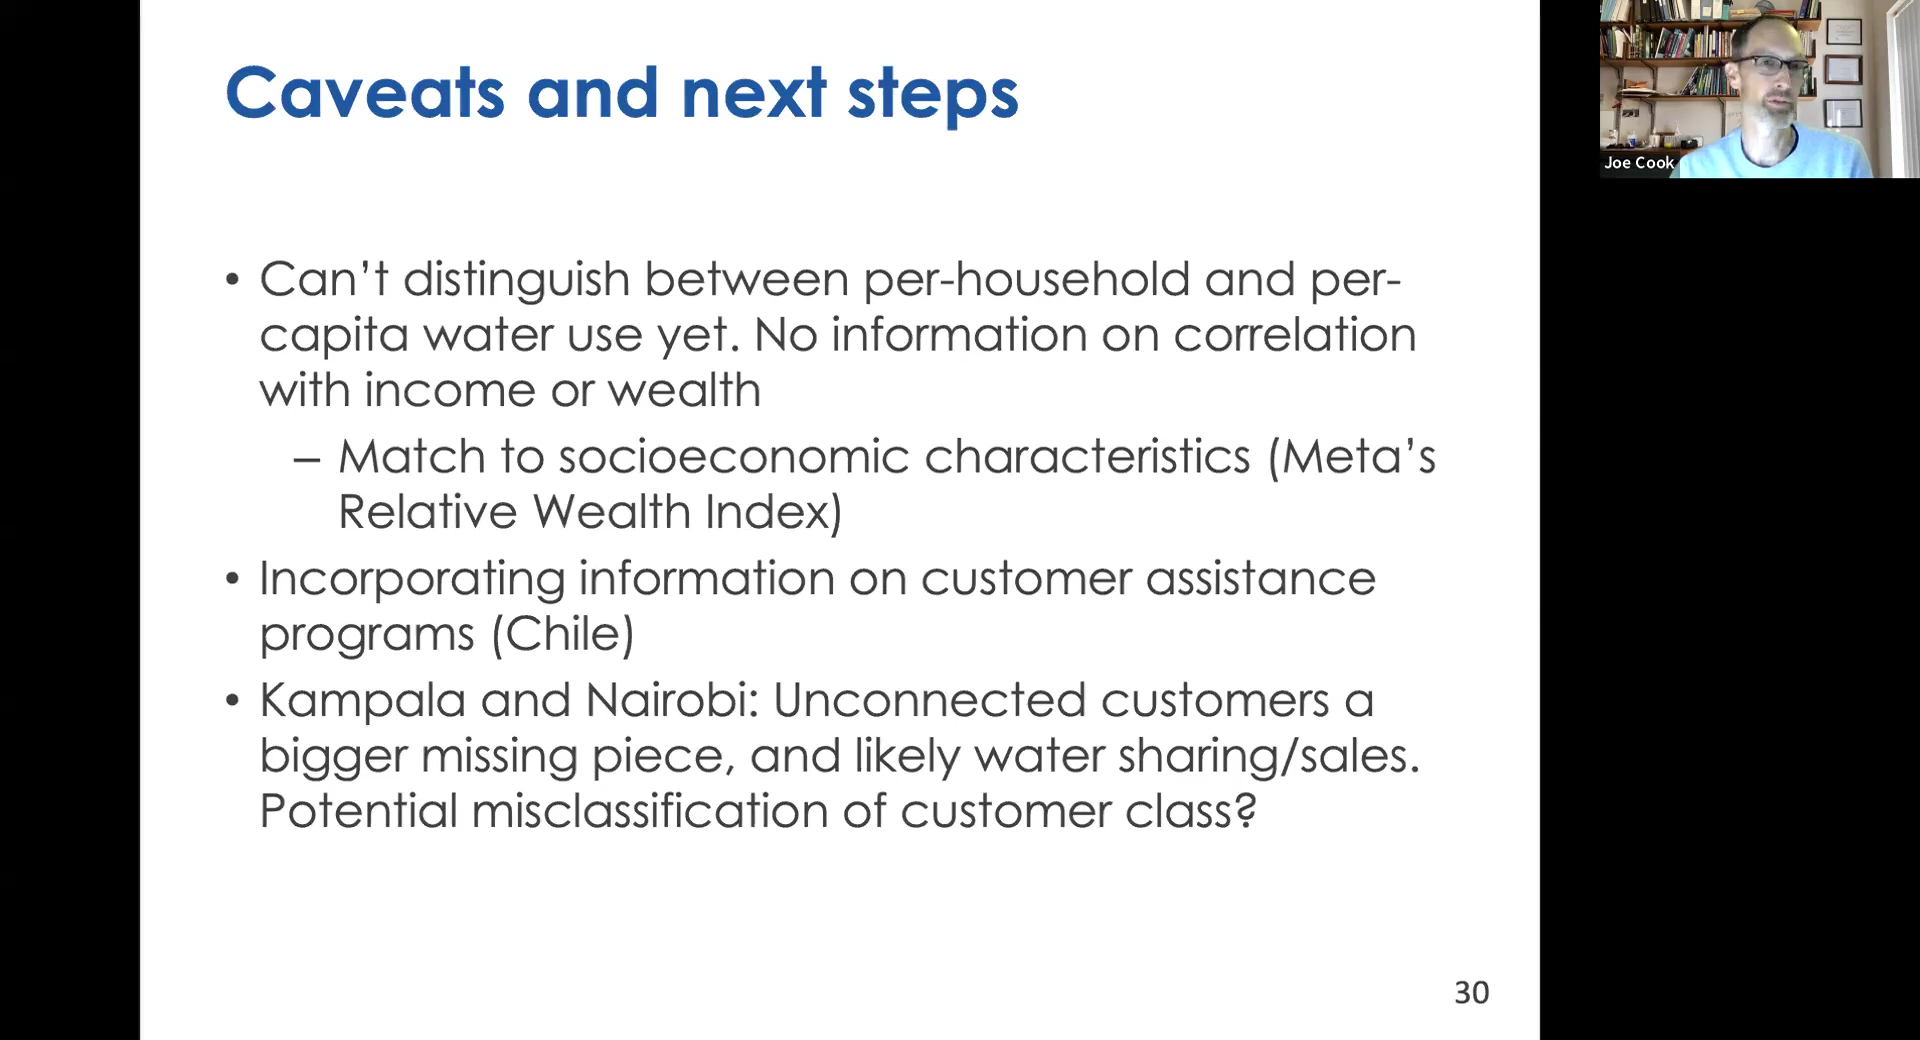 Caveats and next steps
• Can’t distinguish between per-household and per-
capita water use yet. No information on correlation
with income or wealth
– Match to socioeconomic characteristics (Meta’s
Relative Wealth Index)
• Incorporating information on customer assistance
programs (Chile)
• Kampala and Nairobi: Unconnected customers a
bigger missing piece, and likely water sharing/sales.
Potential misclassification of customer class?
30
Joe Cook